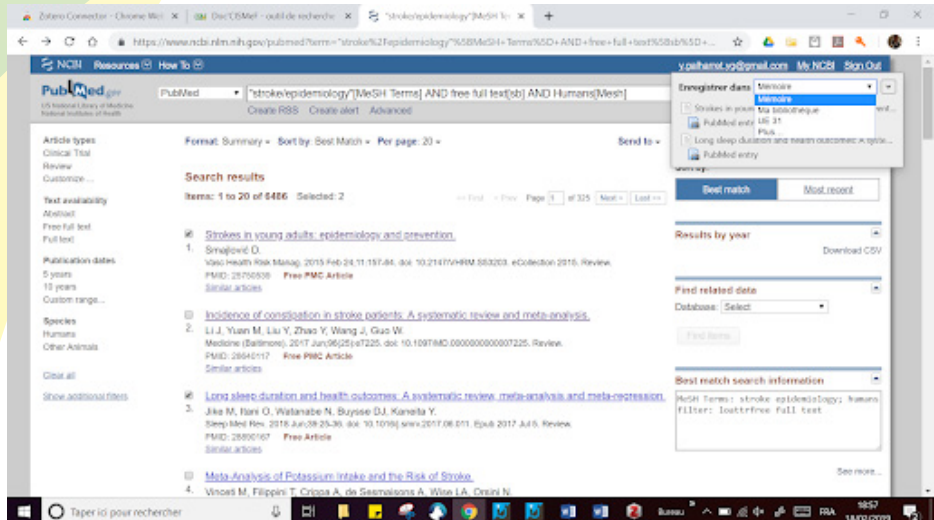 Zotero Connector - Chrome Wel
Doc'CISMeF - outil de recherche
"stroke/epidemiology"[MeSH Ter
https://www.ncbi.nlm.nih.gov/pubmed?term="stroke%2Fepidemiology"%5BMeSH+Terms%5D+AND+free+full+text%5Bsb%5D+...
NCBI Resources How To
y.palharret.vg@gmail.com My NCBI Sign Out
PubMed.gov
US National Library of Medicine
National Institutes of Health
PubMed
"stroke/epidemiology"[MeSH Terms] AND free full text[sb] AND Humans[Mesh]
Create RSS Create alert Advanced
Enregistrer dans Mémoire
Mémoire
Ma bibliothèque
UE 31
Plus...
Strokes in youn
ent...
PubMed entr
Long sleep duration and health outcomes: A syste...
PubMed entry
Article types
Clinical Trial
Review
Customize ...
Text availability
Abstract
Free full text
Full text
Publication dates
5 years
10 years
Custom range...
Species
Humans
Other Animals
Clear all
Show additional filters
Format: Summary Sort by: Best Match Per page: 20
Send to
Search results
Items: 1 to 20 of 6486 Selected: 2
<< First < Prev Page 1 of 325 Next > Last >>
Strokes in young adults: epidemiology and prevention.
1. Smajlović D.
Vasc Health Risk Manag. 2015 Feb 24;11:157-64. doi: 10.2147/VHRM.S53203. eCollection 2015. Review.
PMID: 25750536 Free PMC Article
Similar articles
Incidence of constipation in stroke patients: A systematic review and meta-analysis.
2. Li J, Yuan M, Liu Y, Zhao Y, Wang J, Guo W.
Medicine (Baltimore). 2017 Jun;96(25):e7225. doi: 10.1097/MD.0000000000007225. Review.
PMID: 28640117 Free PMC Article
Similar articles
Long sleep duration and health outcomes: A systematic review, meta-analysis and meta-regression.
3. Jike M, Itani O, Watanabe N, Buysse DJ, Kaneita Y.
Sleep Med Rev. 2018 Jun;39:25-36. doi: 10.1016/j.smrv.2017.06.011. Epub 2017 Jul 5. Review.
PMID: 28890167 Free Article
Similar articles
Meta-Analysis of Potassium Intake and the Risk of Stroke.
4. Vinceti M, Filippini T, Crippa A, de Sesmaisons A, Wise LA, Orsini N.
Sort by:
Best match Most recent
Results by year
Download CSV
Find related data
Database: Select
Find items
Best match search information
MeSH Terms: stroke epidemiology; humans
filter: loattrfree full text
See more...
Taper ici pour rechercher
Bureau
FRA
18:57
14/02/2019